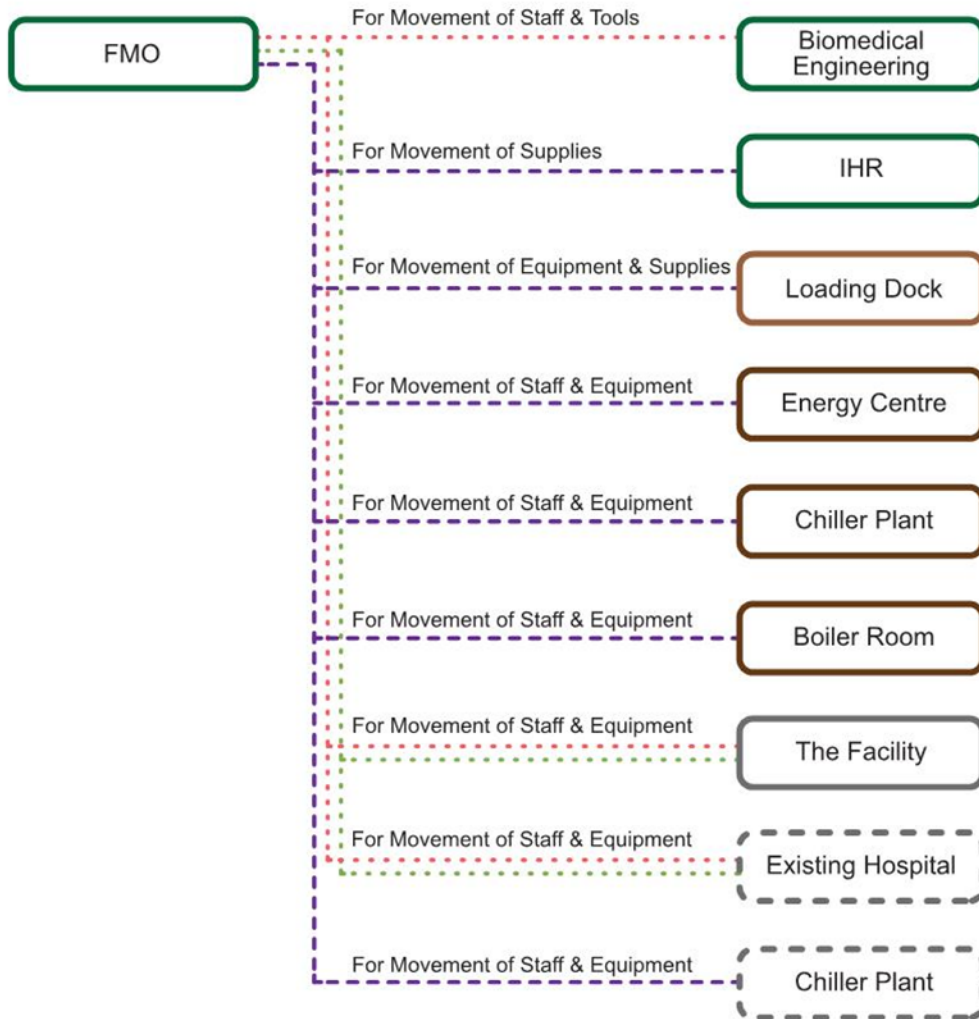 For Movement of Staff & Tools
FMO
Biomedical
Engineering
For Movement of Supplies
IHR
For Movement of Equipment & Supplies
Loading Dock
For Movement of Staff & Equipment
Energy Centre
For Movement of Staff & Equipment
Chiller Plant
For Movement of Staff & Equipment
Boiler Room
For Movement of Staff & Equipment
The Facility
For Movement of Staff & Equipment
Existing Hospital
For Movement of Staff & Equipment
Chiller Plant